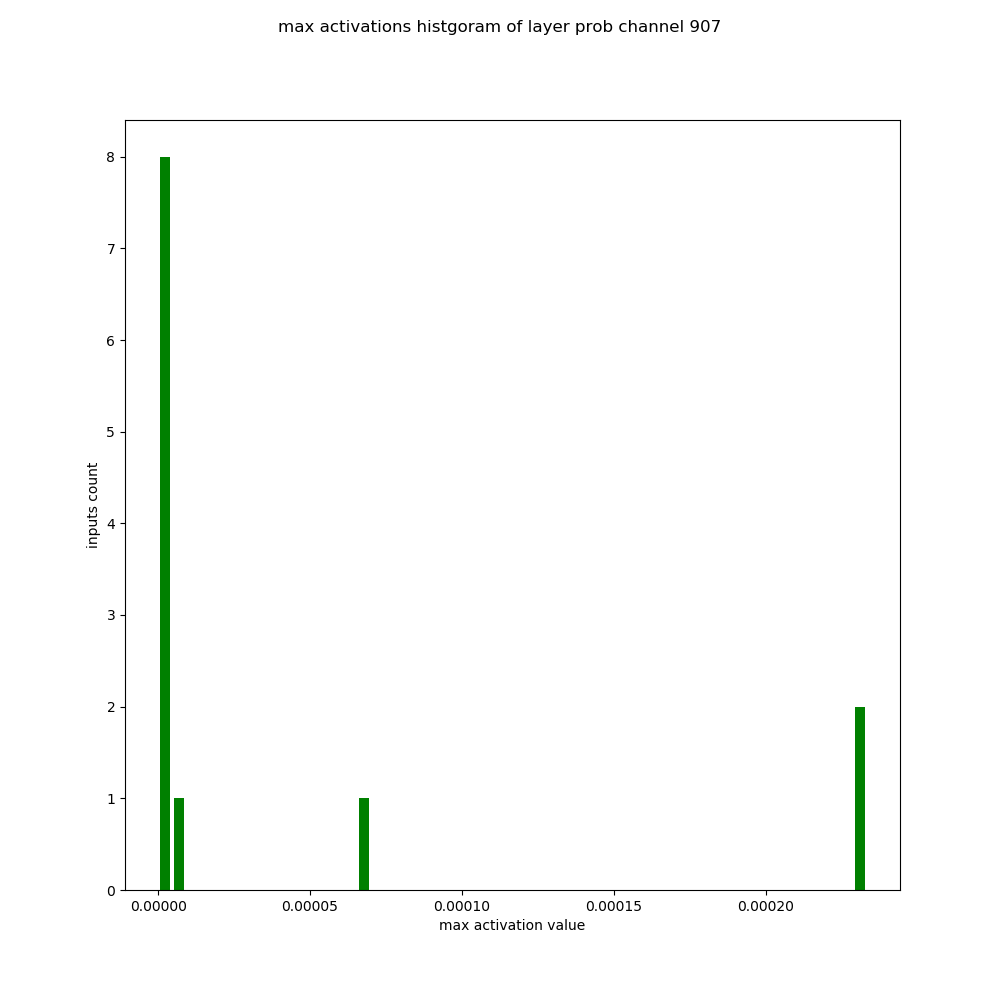 max activations histgoram of layer prob channel 907
8
7
6
5
4
3
2
1
0
inputs count
0.00000 0.00005 0.00010 0.00015 0.00020
max activation value